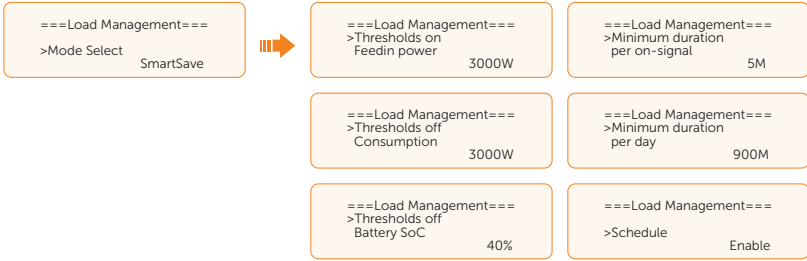 ===Load Management===
>Mode Select
SmartSave
===Load Management===
>Thresholds on
Feedin power
3000W
===Load Management===
>Minimum duration
per on-signal
5M
===Load Management===
>Thresholds off
Consumption
3000W
===Load Management===
>Minimum duration
per day
900M
===Load Management===
>Thresholds off
Battery SoC
40%
===Load Management===
>Schedule
Enable